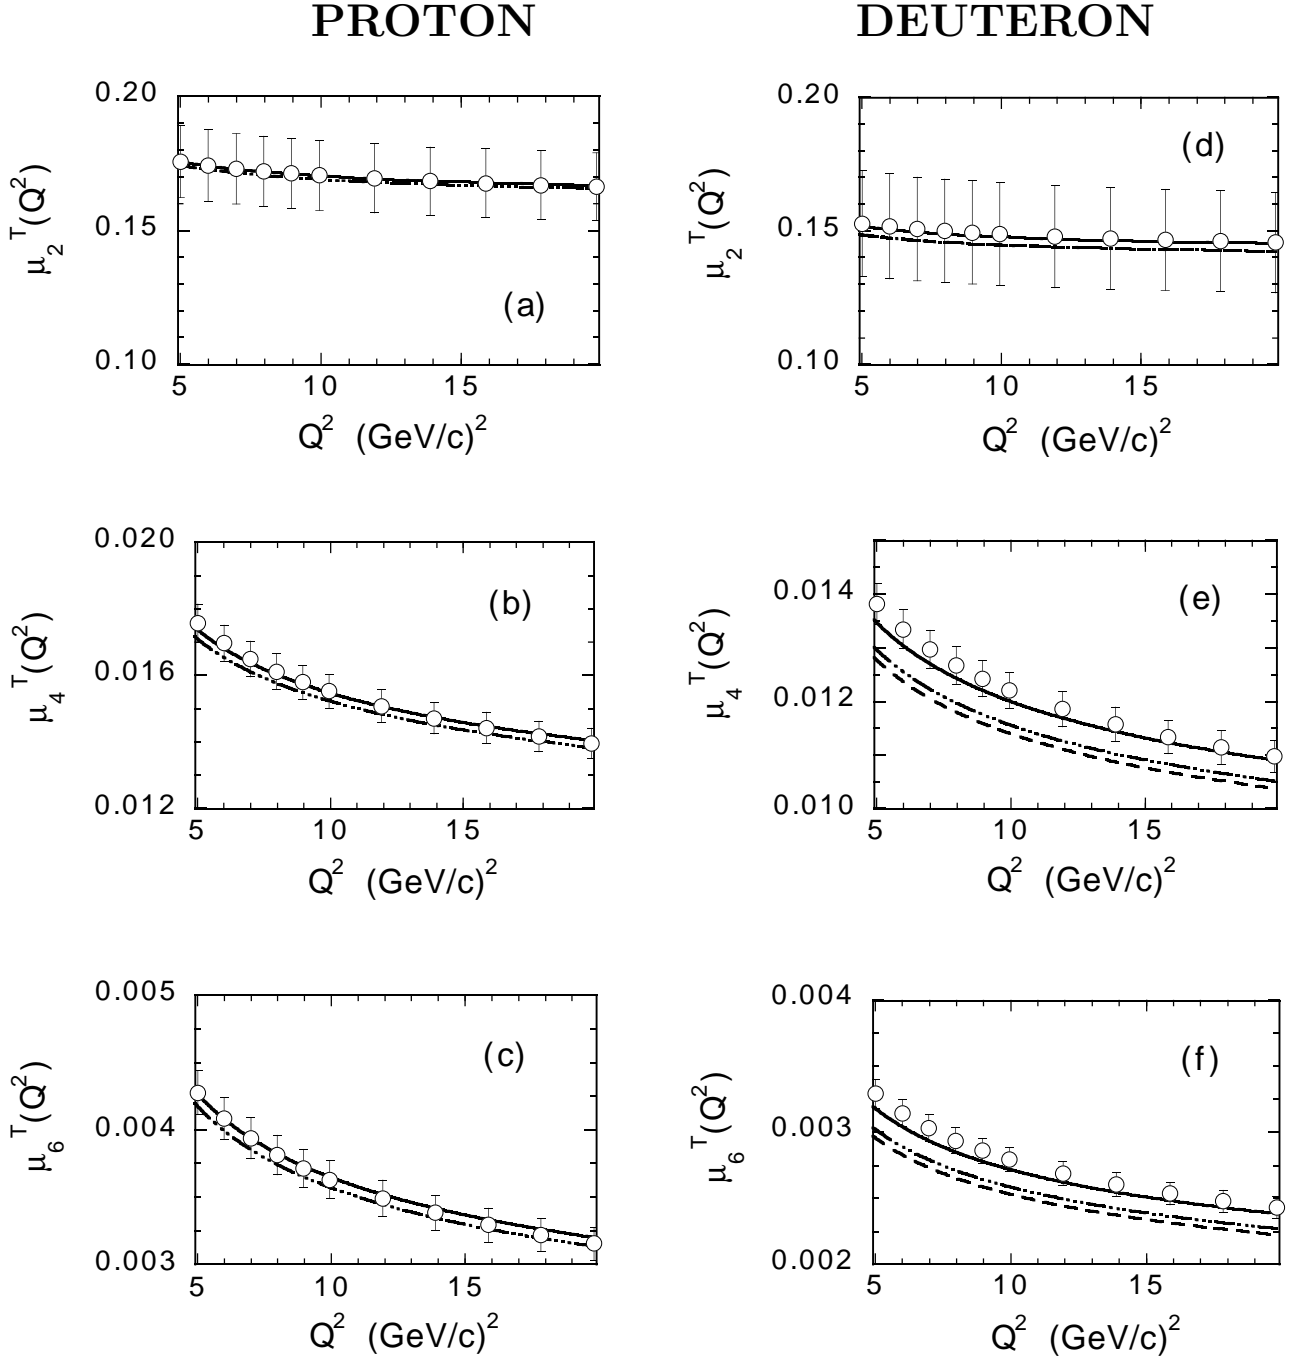 PROTON
DEUTERON
0.20
0.15
0.10
μ₂ᵀ(Q²)
(a)
5 10 15
Q² (GeV/c)²
0.20
0.15
0.10
μ₂ᵀ(Q²)
(d)
5 10 15
Q² (GeV/c)²
0.020
0.016
0.012
μ₄ᵀ(Q²)
(b)
5 10 15
Q² (GeV/c)²
0.014
0.012
0.010
μ₄ᵀ(Q²)
(e)
5 10 15
Q² (GeV/c)²
0.005
0.004
0.003
μ₆ᵀ(Q²)
(c)
5 10 15
Q² (GeV/c)²
0.004
0.003
0.002
μ₆ᵀ(Q²)
(f)
5 10 15
Q² (GeV/c)²